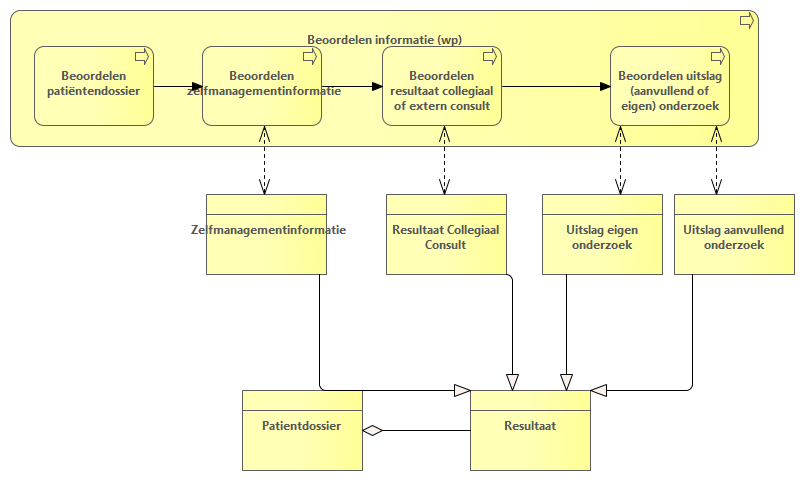 Beoordelen informatie (wp)
Beoordelen
patiëntendossier
Beoordelen
zelfmanagementinformatie
Beoordelen
resultaat collegiaal
of extern consult
Beoordelen uitslag
(aanvullend of
eigen) onderzoek
Zelfmanagementinformatie
Resultaat Collegiaal
Consult
Uitslag eigen
onderzoek
Uitslag aanvullend
onderzoek
Patientdossier
Resultaat